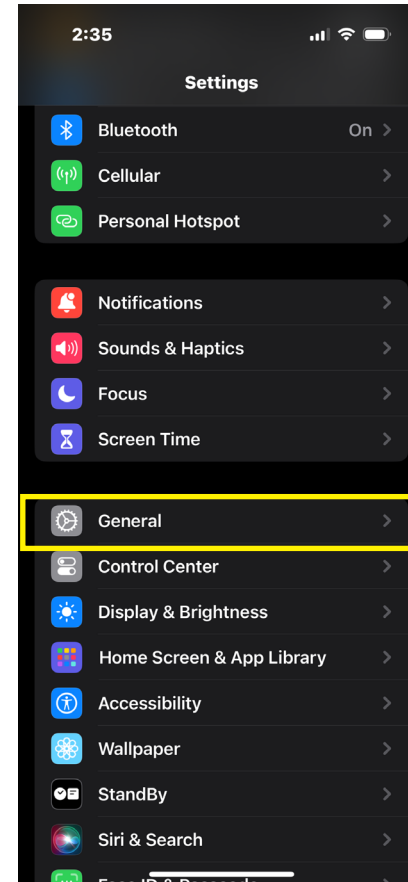 2:35
Settings
Bluetooth On
Cellular
Personal Hotspot
Notifications
Sounds & Haptics
Focus
Screen Time
General
Control Center
Display & Brightness
Home Screen & App Library
Accessibility
Wallpaper
StandBy
Siri & Search